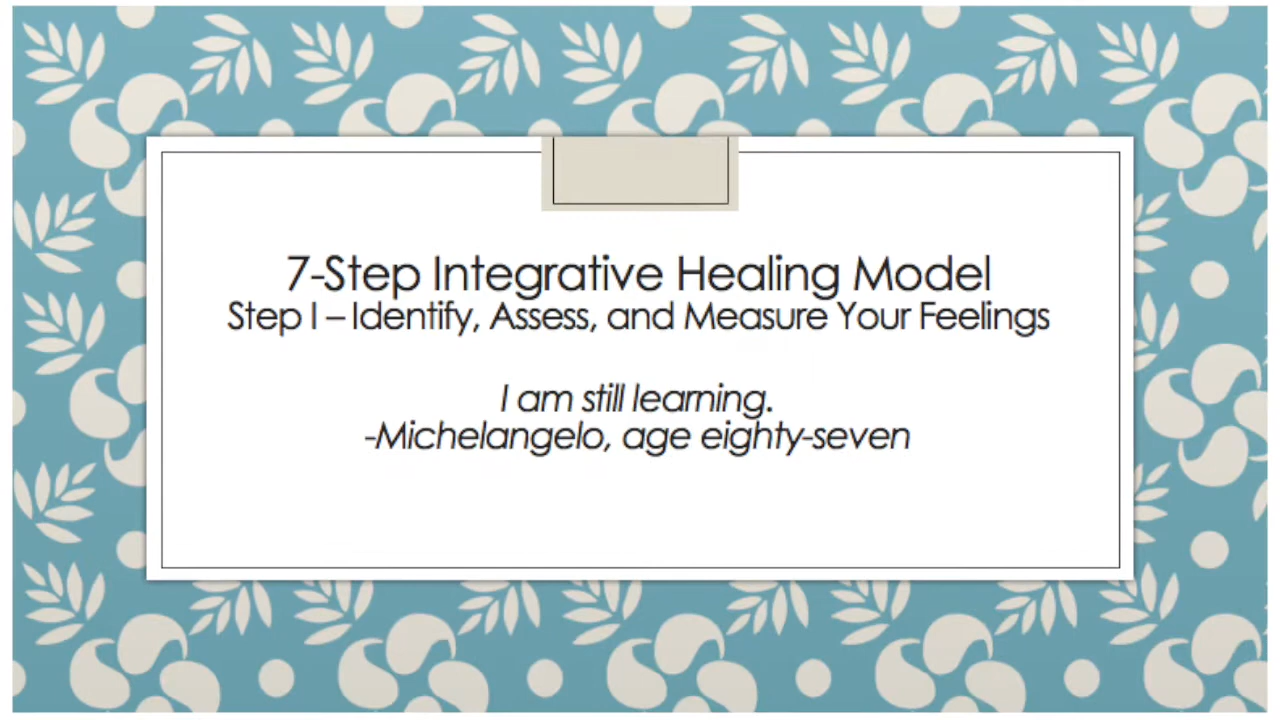 7-Step Integrative Healing Model
Step I – Identify, Assess, and Measure Your Feelings
I am still learning.
-Michelangelo, age eighty-seven